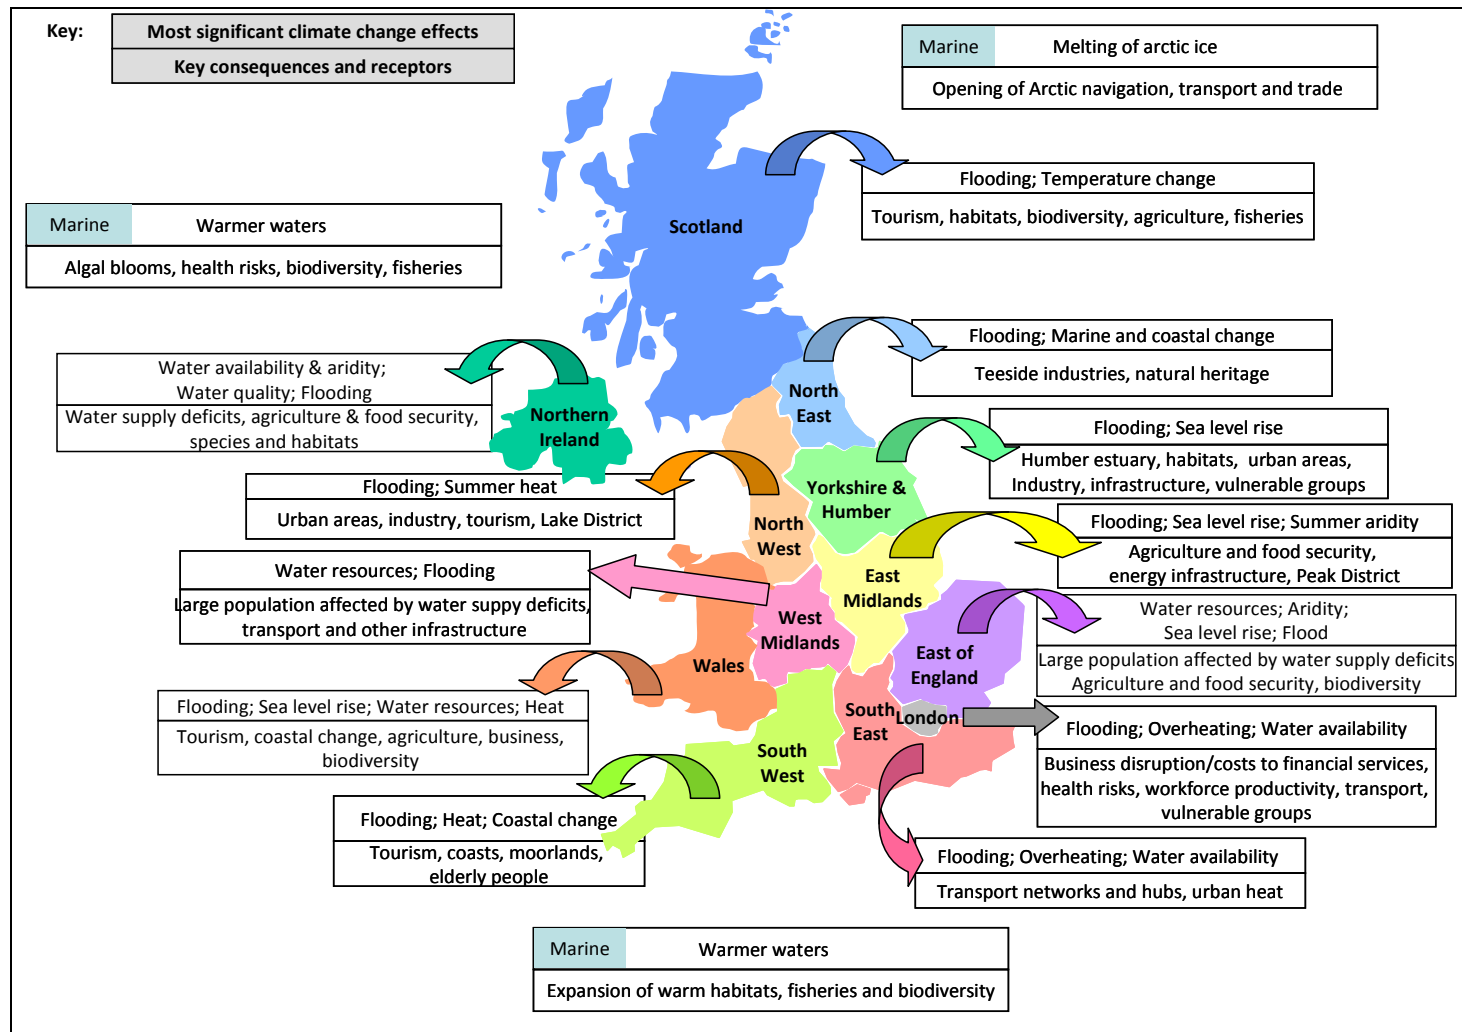 Key:
Most significant climate change effects
Key consequences and receptors
Marine
Melting of arctic ice
Opening of Arctic navigation, transport and trade
Flooding; Temperature change
Tourism, habitats, biodiversity, agriculture, fisheries
Scotland
Marine
Warmer waters
Algal blooms, health risks, biodiversity, fisheries
Flooding; Marine and coastal change
Teeside industries, natural heritage
North
East
Water availability & aridity;
Water quality; Flooding
Water supply deficits, agriculture & food security,
species and habitats
Northern
Ireland
Flooding; Sea level rise
Humber estuary, habitats, urban areas,
Industry, infrastructure, vulnerable groups
Yorkshire &
Humber
Flooding; Summer heat
Urban areas, industry, tourism, Lake District
North
West
Flooding; Sea level rise; Summer aridity
Agriculture and food security,
energy infrastructure, Peak District
East
Midlands
Water resources; Flooding
Large population affected by water suppy deficits,
transport and other infrastructure
West
Midlands
Water resources; Aridity;
Sea level rise; Flood
Large population affected by water supply deficits
Agriculture and food security, biodiversity
East of
England
Wales
Flooding; Sea level rise; Water resources; Heat
Tourism, coastal change, agriculture, business,
biodiversity
South
East
London
Flooding; Overheating; Water availability
Business disruption/costs to financial services,
health risks, workforce productivity, transport,
vulnerable groups
South
West
Flooding; Heat; Coastal change
Tourism, coasts, moorlands,
elderly people
Flooding; Overheating; Water availability
Transport networks and hubs, urban heat
Marine
Warmer waters
Expansion of warm habitats, fisheries and biodiversity